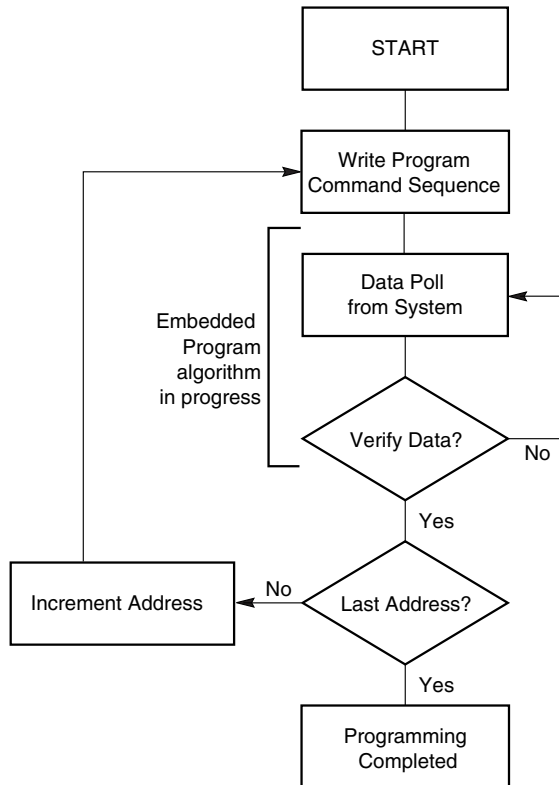 START
Write Program
Command Sequence
Data Poll
from System
Embedded
Program
algorithm
in progress
Verify Data?
No
Yes
No
Increment Address
Last Address?
Yes
Programming
Completed